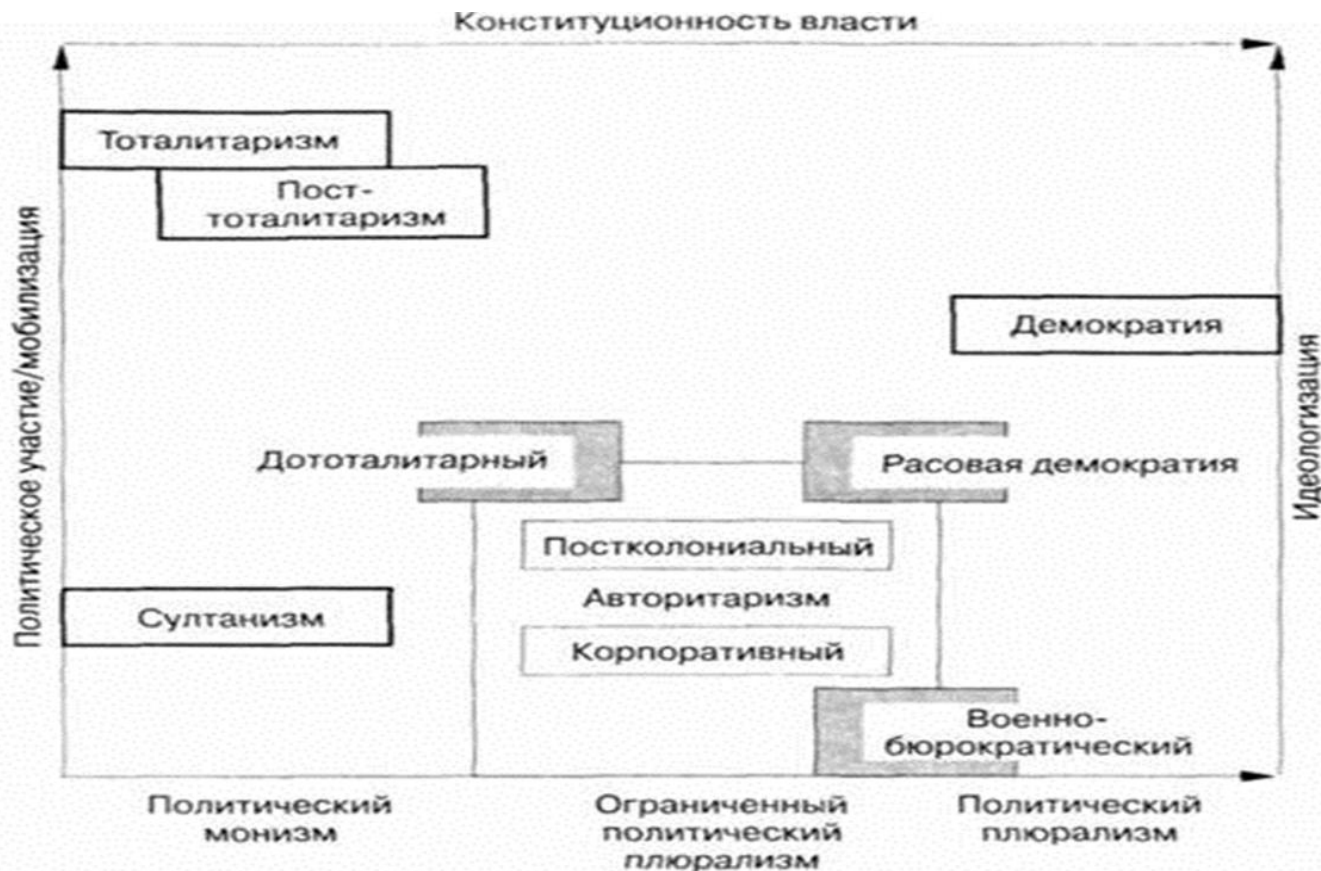 Конституционность власти
Политическое участие/мобилизация
Тоталитаризм
Пост-
тоталитаризм
Демократия
Идеологизация
Дототалитарный
Расовая демократия
Постколониальный
Авторитаризм
Султанизм
Корпоративный
Военно-
бюрократический
Политический
монизм
Ограниченный
политический
плюрализм
Политический
плюрализм